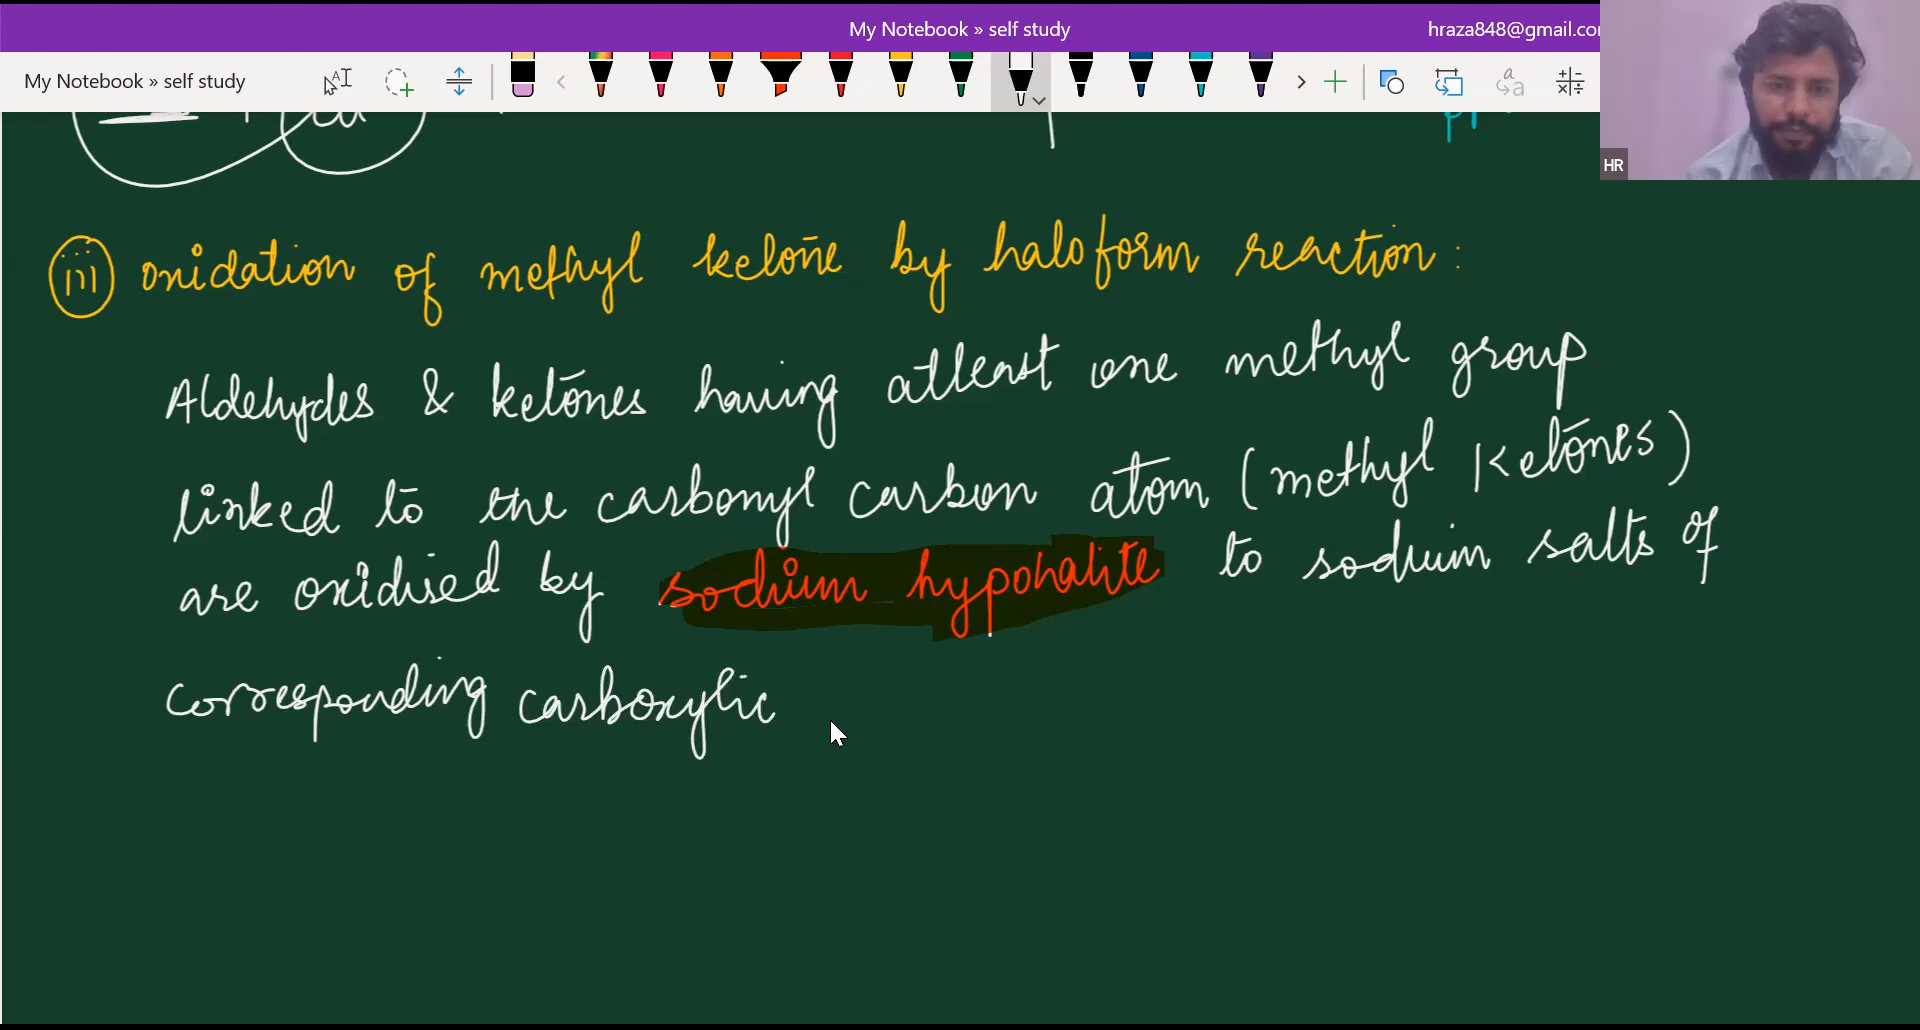 My Notebook » self study
hraza848@gmail.co
My Notebook » self study
HR
(iii) oxidation of methyl ketone by haloform reaction:
Aldehydes & ketones having atleast one methyl group
linked to the carbonyl carbon atom (methyl Ketones)
are oxidised by sodium hypohalite to sodium salts of
corresponding carboxylic